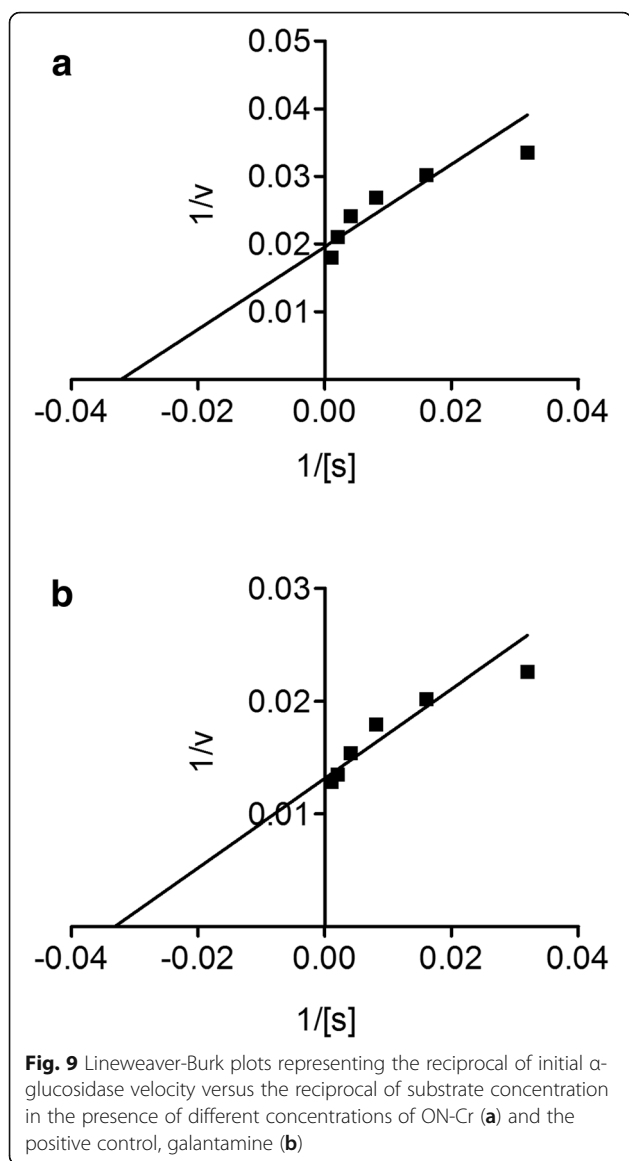 a
0.05
0.04
0.03
0.02
0.01
1/v
-0.04 -0.02 0.00 0.02 0.04
1/[s]
b
0.03
0.02
0.01
1/v
-0.04 -0.02 0.00 0.02 0.04
1/[s]
Fig. 9 Lineweaver-Burk plots representing the reciprocal of initial α-
glucosidase velocity versus the reciprocal of substrate concentration
in the presence of different concentrations of ON-Cr (a) and the
positive control, galantamine (b)